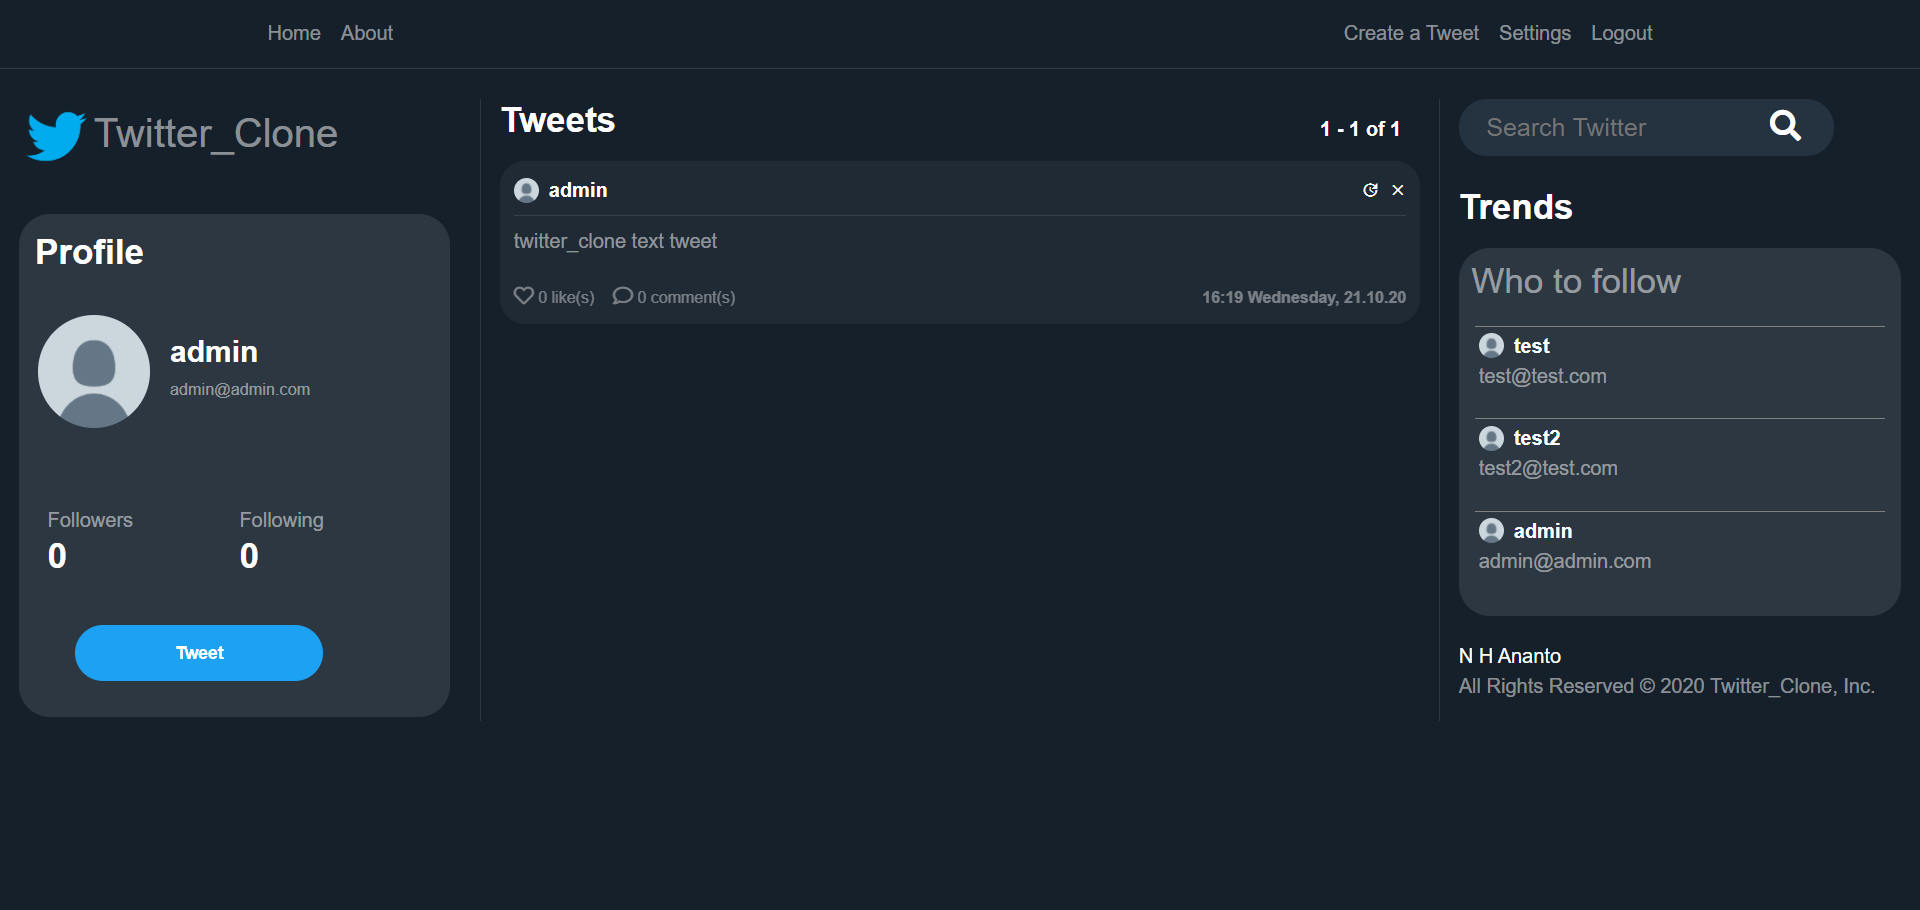 Home About Create a Tweet Settings Logout
Twitter_Clone
Profile
admin
admin@admin.com
Followers Following
0 0
Tweet
Tweets
1 - 1 of 1
admin
twitter_clone text tweet
0 like(s) 0 comment(s) 16:19 Wednesday, 21.10.20
Search Twitter
Trends
Who to follow
test
test@test.com
test2
test2@test.com
admin
admin@admin.com
N H Ananto
All Rights Reserved © 2020 Twitter_Clone, Inc.